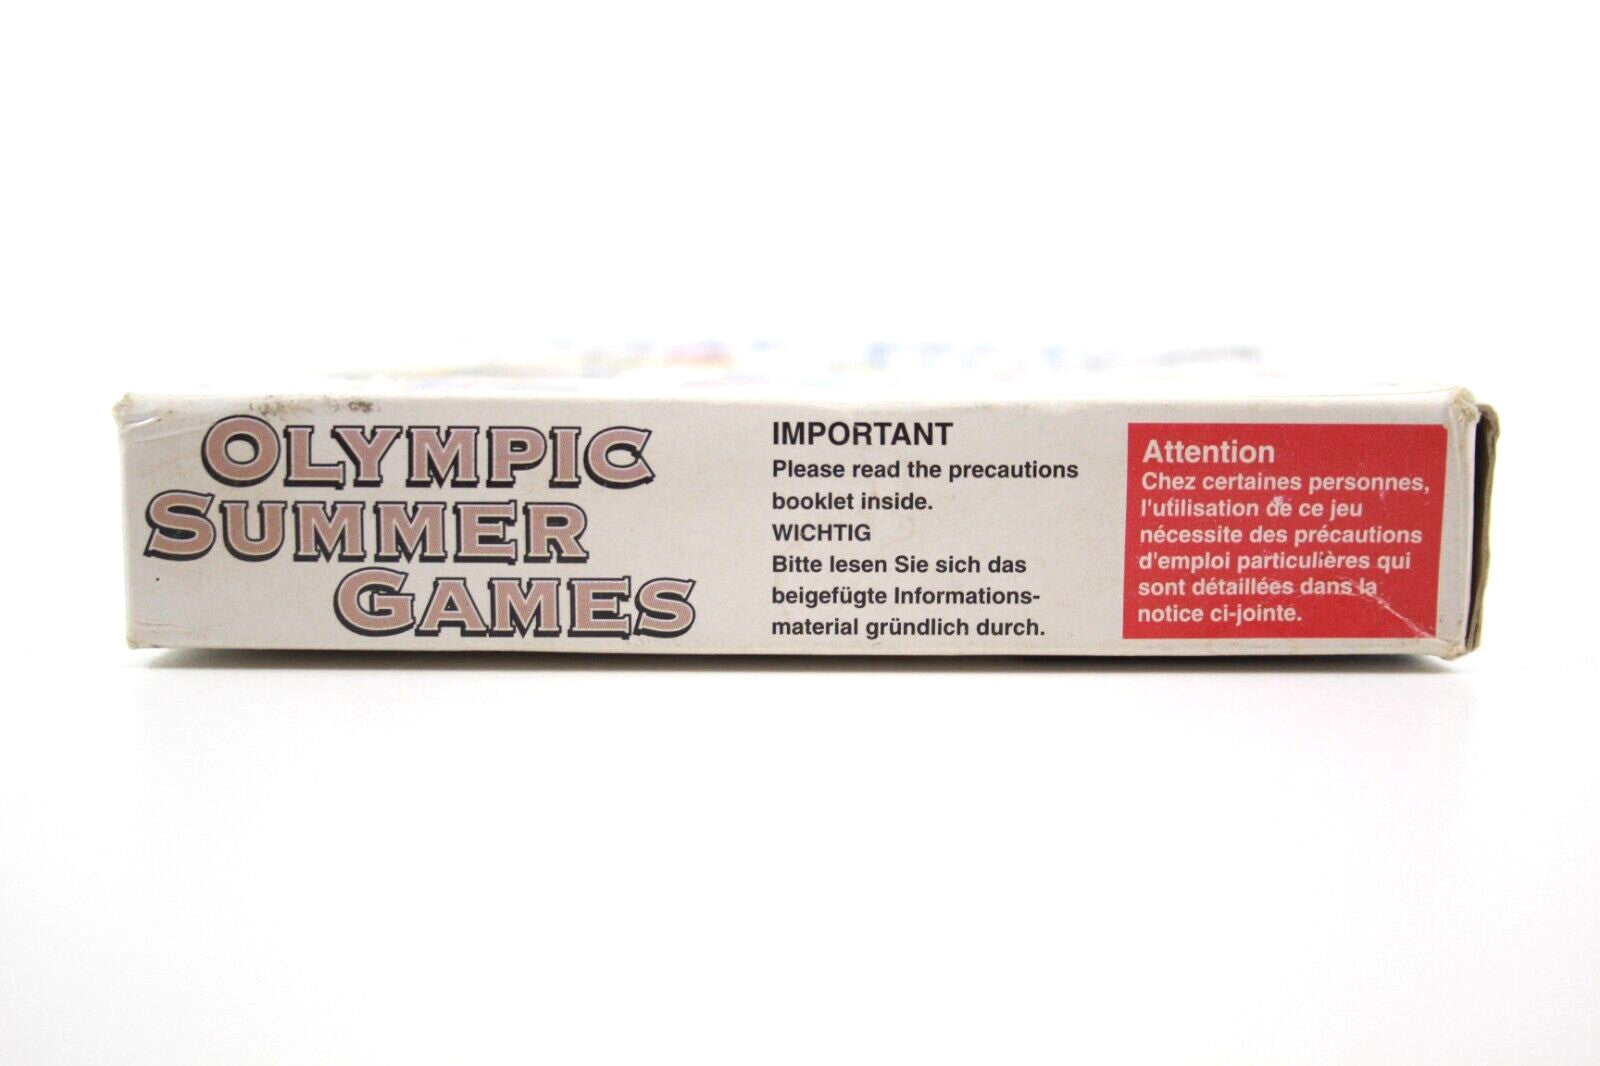 OLYMPIC
SUMMER
GAMES
IMPORTANT
Please read the precautions
booklet inside.
WICHTIG
Bitte lesen Sie sich das
beigefügte Informations-
material gründlich durch.
Attention
Chez certaines personnes,
l'utilisation de ce jeu
nécessite des précautions
d'emploi particulières qui
sont détaillées dans la
notice ci-jointe.